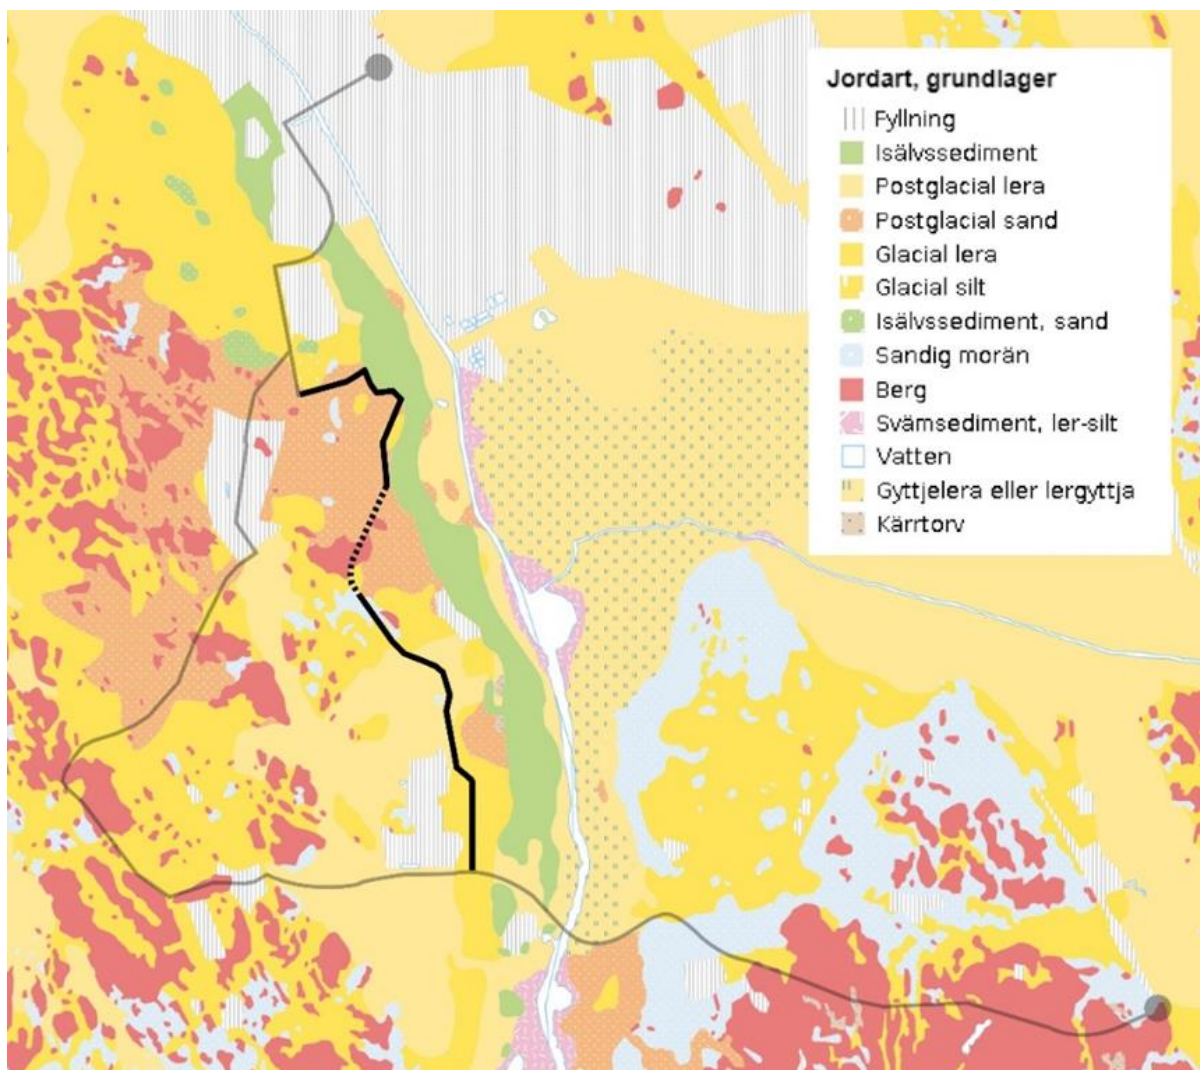 Jordart, grundlager
Fyllning
Isälvssediment
Postglacial lera
Postglacial sand
Glacial lera
Glacial silt
Isälvssediment, sand
Sandig morän
Berg
Svämsediment, ler-silt
Vatten
Gyttjelera eller lergyttja
Kärrtorv